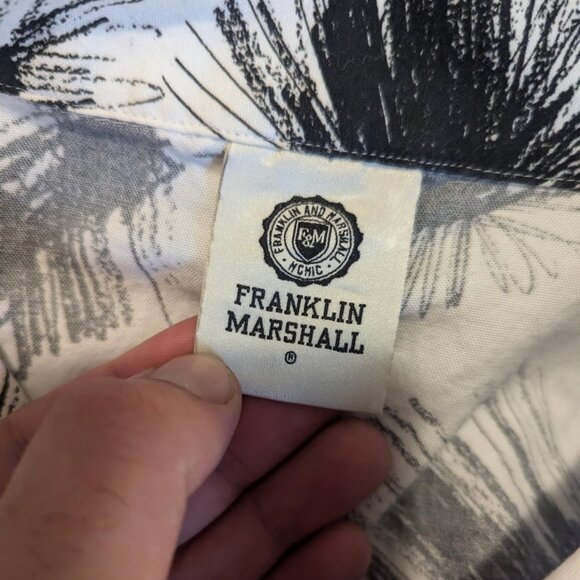 FRANKLIN AND MARSHALL
F&M
• MCMIC •
FRANKLIN
MARSHALL
®